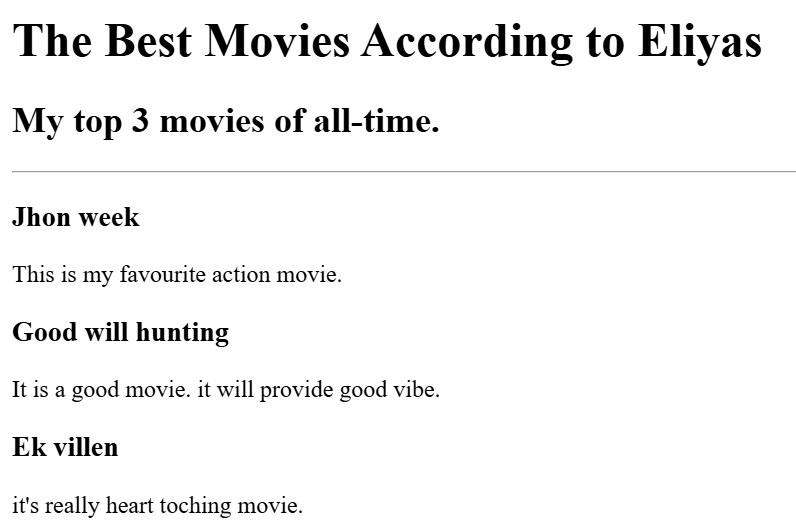 The Best Movies According to Eliyas
My top 3 movies of all-time.
Jhon week
This is my favourite action movie.
Good will hunting
It is a good movie. it will provide good vibe.
Ek villen
it's really heart toching movie.